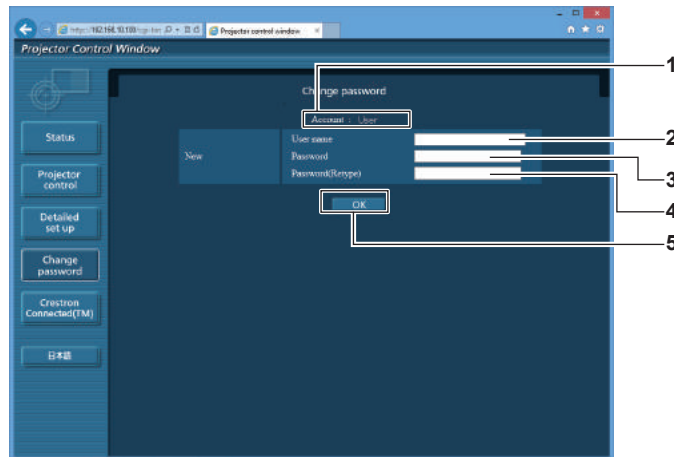 Projector control window
Projector Control Window
Change password
1
Account : User
Status
New
User name
2
Password
3
Password(Retype)
4
Projector
control
OK
5
Detailed
set up
Change
password
Crestron
Connected(TM)
日本語